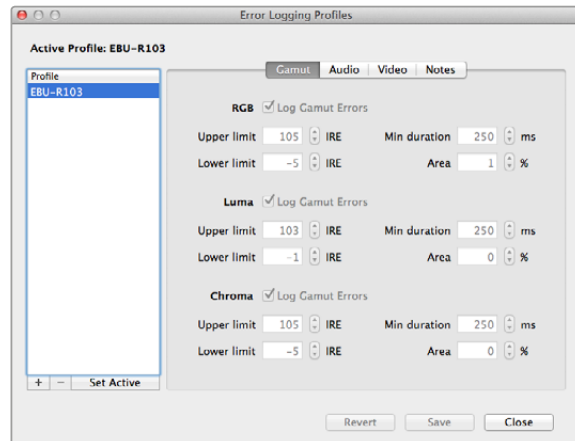 Error Logging Profiles
Active Profile: EBU-R103
Profile
EBU-R103
Gamut Audio Video Notes
RGB Log Gamut Errors
Upper limit 105 IRE Min duration 250 ms
Lower limit -5 IRE Area 1 %
Luma Log Gamut Errors
Upper limit 103 IRE Min duration 250 ms
Lower limit -1 IRE Area 0 %
Chroma Log Gamut Errors
Upper limit 105 IRE Min duration 250 ms
Lower limit -5 IRE Area 0 %
+ − Set Active
Revert Save Close